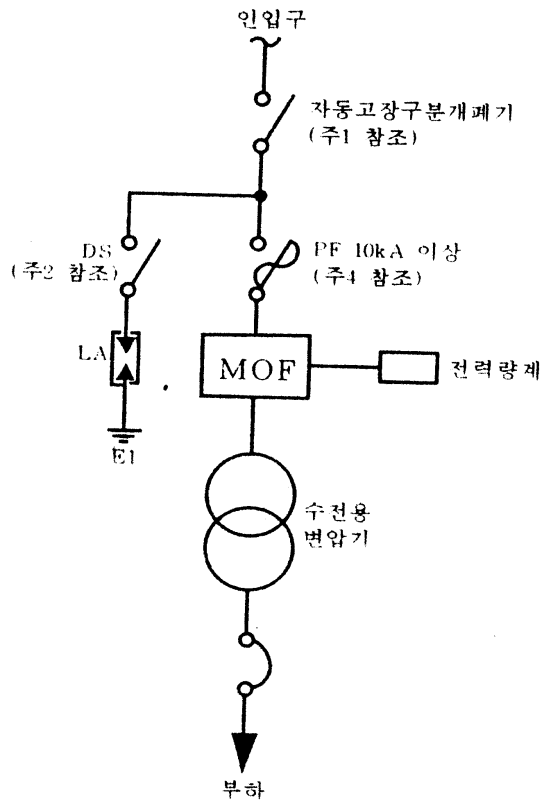 인입구
자동고장구분개폐기
(주1 참조)
DS
(주2 참조)
PF 10kA 이상
(주4 참조)
LA
MOF
전력량계
E1
수전용
변압기
부하